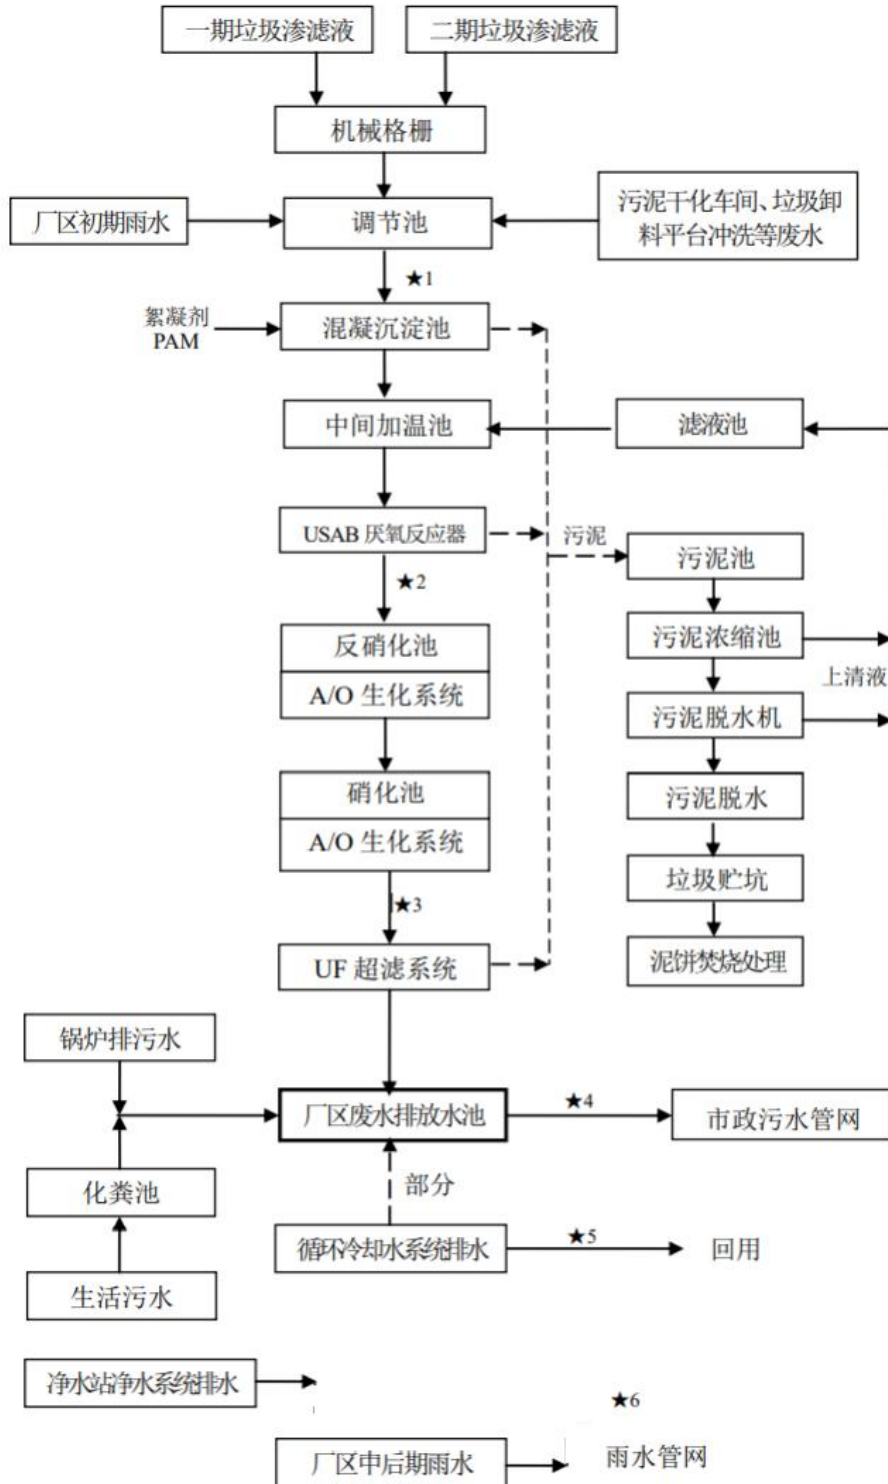 一期垃圾渗滤液
二期垃圾渗滤液
机械格栅
厂区初期雨水
调节池
污泥干化车间、垃圾卸
料平台冲洗等废水
★1
絮凝剂
PAM
混凝沉淀池
中间加温池
滤液池
USAB 厌氧反应器
污泥
污泥池
★2
反硝化池
A/O 生化系统
污泥浓缩池
上清液
污泥脱水机
硝化池
A/O 生化系统
污泥脱水
垃圾贮坑
★3
UF 超滤系统
泥饼焚烧处理
锅炉排污水
厂区废水排放水池
★4
市政污水管网
化粪池
部分
循环冷却水系统排水
★5
回用
生活污水
净水站净水系统排水
★6
厂区中后期雨水
雨水管网